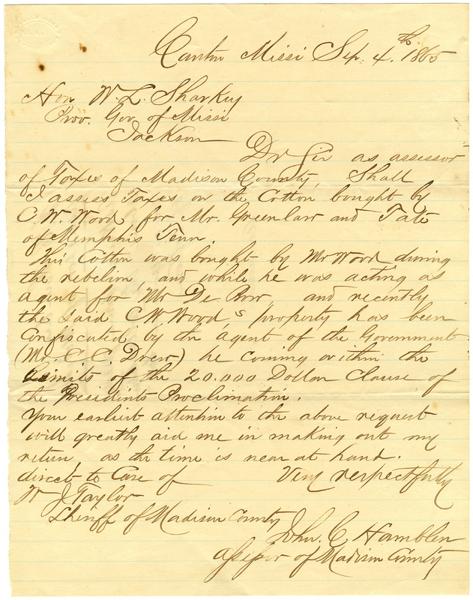 Canton Missi Sep. 4.th 1865
Hon W. L. Sharkey
Prov. Gov. of Missi
Jackson
Dr Sir as assessor
of Taxes of Madison County, Shall
I assess Taxes on the Cotton bought by
C. W. Wood for Mr. Greenlaw and Tate
of Memphis Tenn.
This Cotton was bought by Mr Wood during
the rebelion and while he was acting as
agent for Mr De Bow and recently
the said C W Wood's property has been
confiscated by the agent of the Government
(Mr. C. C. Drew) he coming within the
Limits of the 20.000 Dollar Clause of
the Presidents Proclimation.
Your earliest attention to the above request
will greatly aid me in making out my
return, as the time is near at hand.
direct to Care of Very respectfully
W J Taylor
Sheriff of Madison County
John. C. Hamblen
Assessor of Madison County